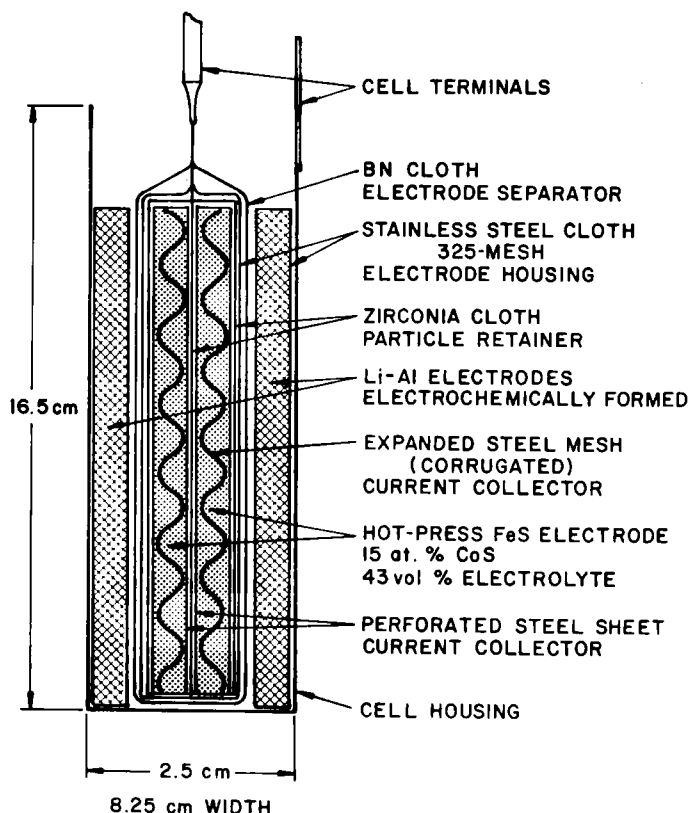 CELL TERMINALS
BN CLOTH
ELECTRODE SEPARATOR
STAINLESS STEEL CLOTH
325-MESH
ELECTRODE HOUSING
ZIRCONIA CLOTH
PARTICLE RETAINER
16.5 cm
Li-Al ELECTRODES
ELECTROCHEMICALLY FORMED
EXPANDED STEEL MESH
(CORRUGATED)
CURRENT COLLECTOR
HOT-PRESS FeS ELECTRODE
15 at. % CoS
43 vol % ELECTROLYTE
PERFORATED STEEL SHEET
CURRENT COLLECTOR
CELL HOUSING
2.5 cm
8.25 cm WIDTH